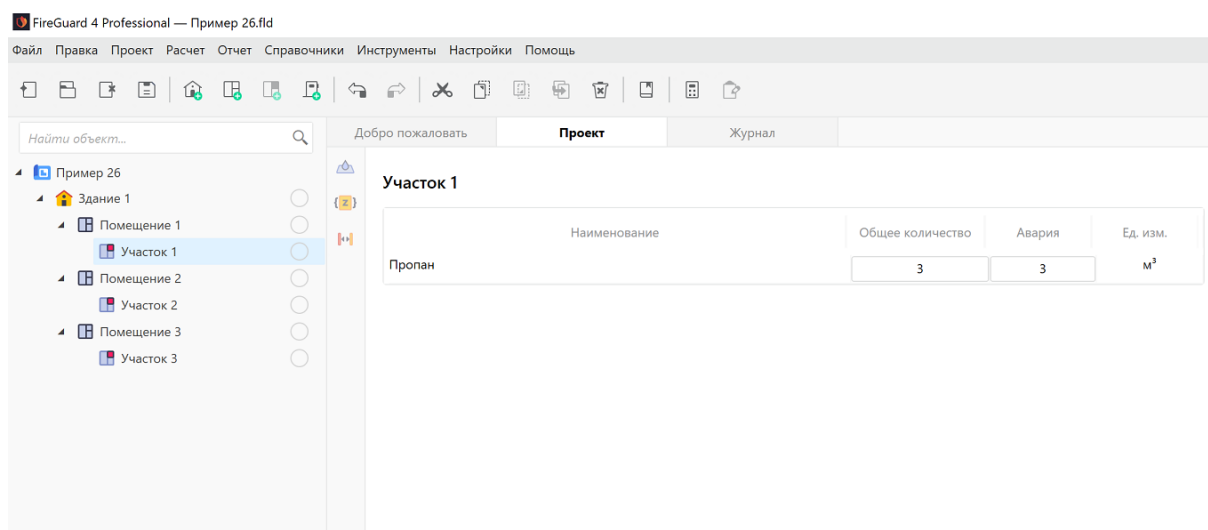 FireGuard 4 Professional — Пример 26.fld
Файл Правка Проект Расчет Отчет Справочники Инструменты Настройки Помощь
Найти объект...
Добро пожаловать Проект Журнал
Пример 26
Здание 1
Помещение 1
Участок 1
Помещение 2
Участок 2
Помещение 3
Участок 3
{z}
Участок 1
Наименование Общее количество Авария Ед. изм.
Пропан 3 3 м³